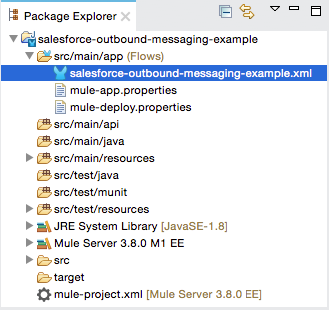 Package Explorer
salesforce-outbound-messaging-example
src/main/app (Flows)
salesforce-outbound-messaging-example.xml
mule-app.properties
mule-deploy.properties
src/main/api
src/main/java
src/main/resources
src/test/java
src/test/munit
src/test/resources
JRE System Library [JavaSE-1.8]
Mule Server 3.8.0 M1 EE
src
target
mule-project.xml [Mule Server 3.8.0 EE]